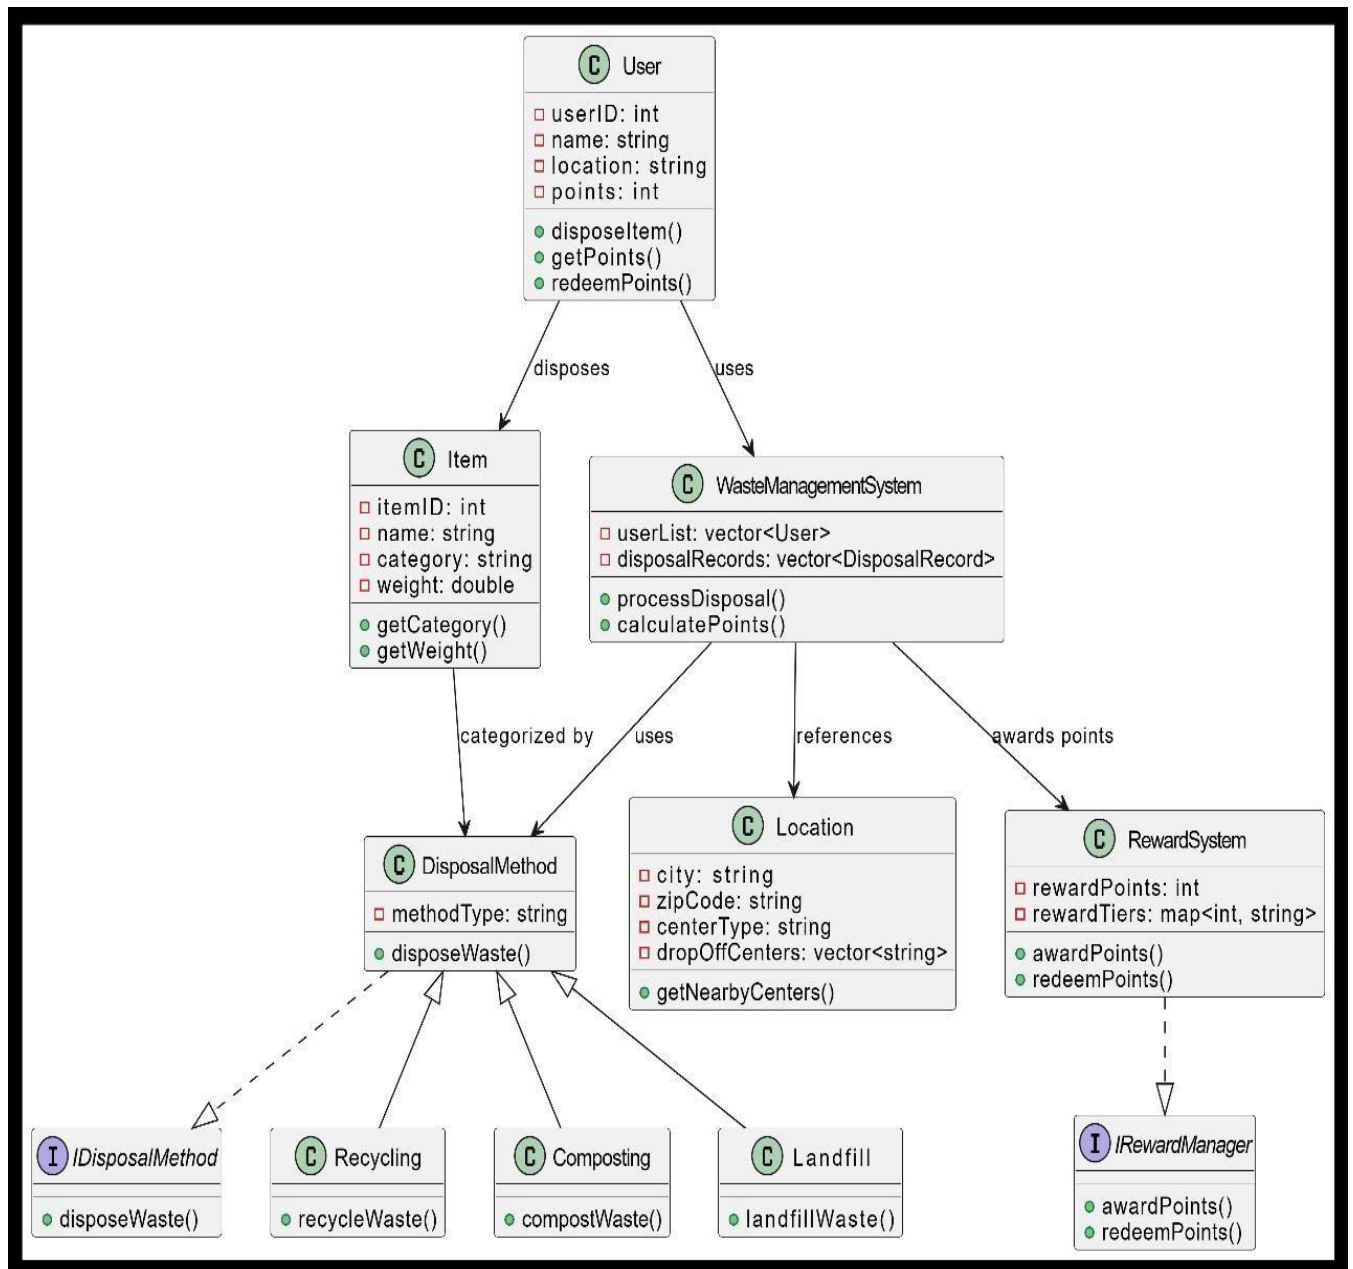 C User
userID: int
name: string
location: string
points: int
disposeItem()
getPoints()
redeemPoints()
disposes
uses
C Item
itemID: int
name: string
category: string
weight: double
getCategory()
getWeight()
C WasteManagementSystem
userList: vector<User>
disposalRecords: vector<DisposalRecord>
processDisposal()
calculatePoints()
categorized by
uses
references
awards points
C DisposalMethod
methodType: string
disposeWaste()
C Location
city: string
zipCode: string
centerType: string
dropOffCenters: vector<string>
getNearbyCenters()
C RewardSystem
rewardPoints: int
rewardTiers: map<int, string>
awardPoints()
redeemPoints()
I IDisposalMethod
disposeWaste()
C Recycling
recycleWaste()
C Composting
compostWaste()
C Landfill
landfillWaste()
I IRewardManager
awardPoints()
redeemPoints()